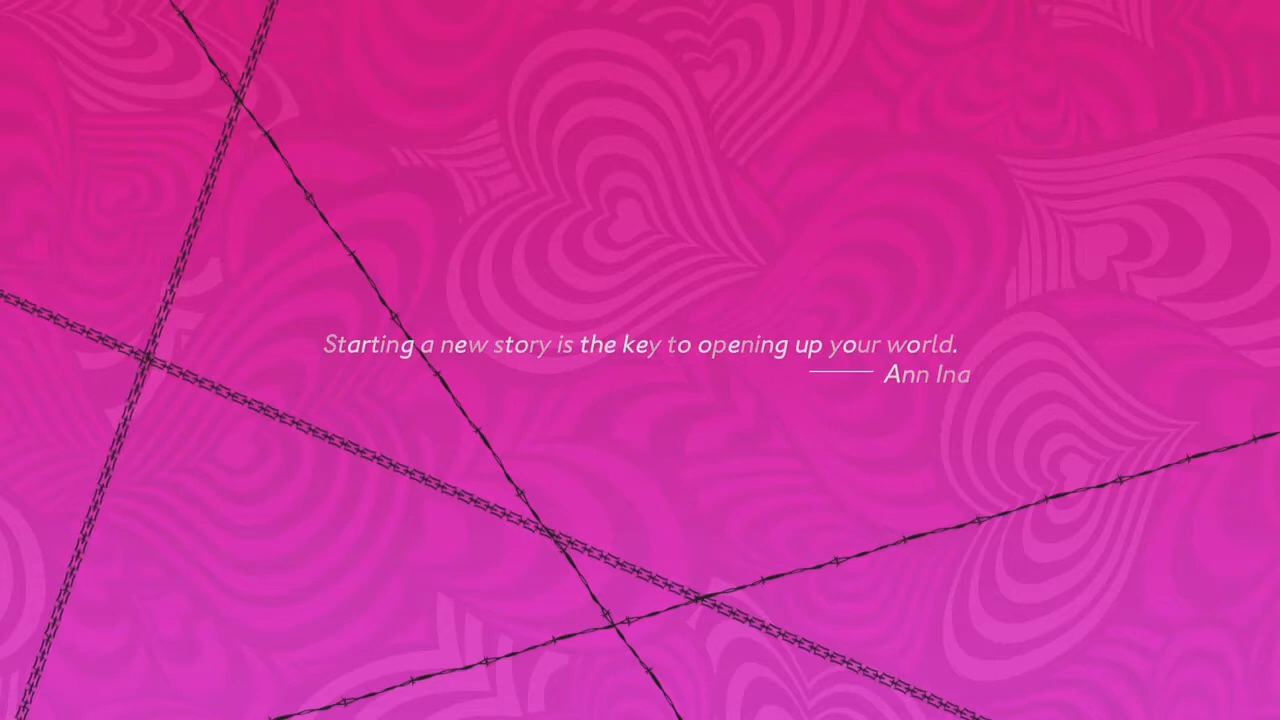 Starting a new story is the key to opening up your world.
—— Ann Ina